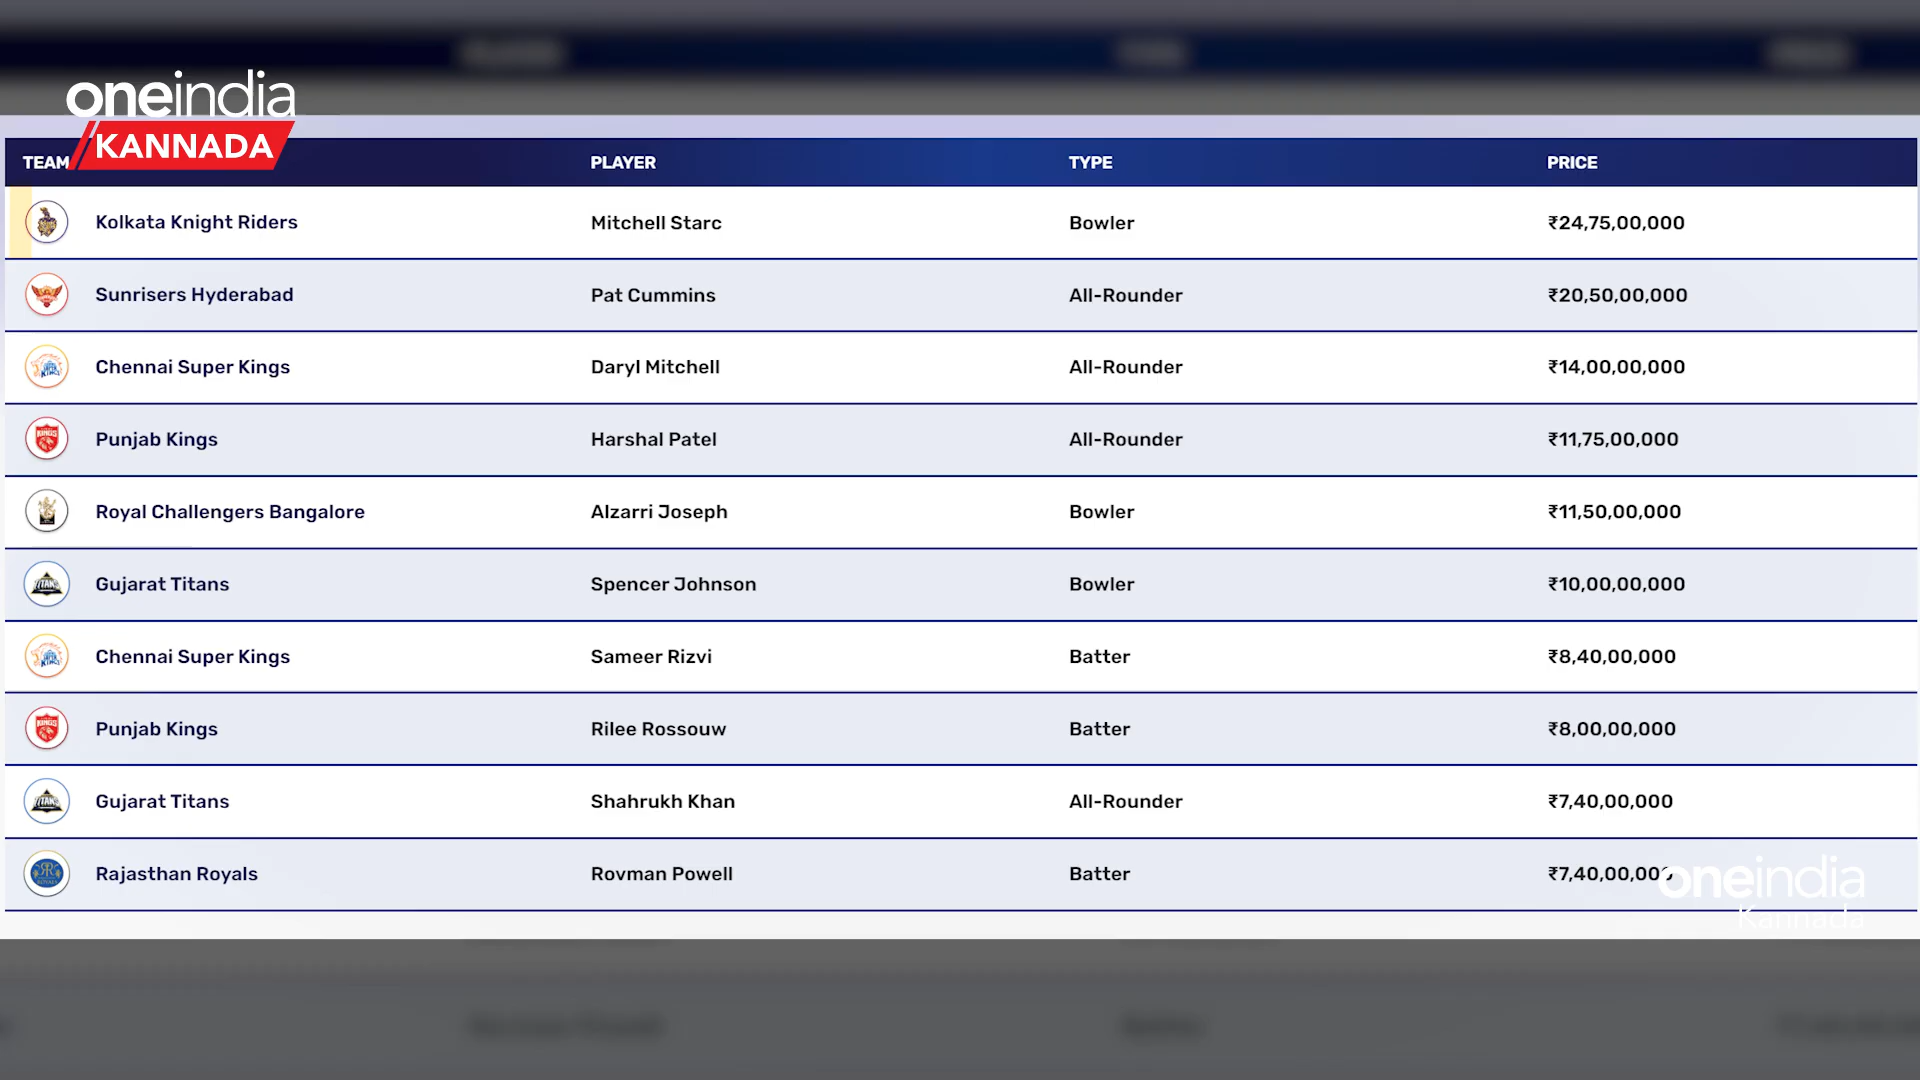 oneindia
KANNADA
TEAM PLAYER TYPE PRICE
Kolkata Knight Riders Mitchell Starc Bowler ₹24,75,00,000
Sunrisers Hyderabad Pat Cummins All-Rounder ₹20,50,00,000
Chennai Super Kings Daryl Mitchell All-Rounder ₹14,00,00,000
Punjab Kings Harshal Patel All-Rounder ₹11,75,00,000
Royal Challengers Bangalore Alzarri Joseph Bowler ₹11,50,00,000
Gujarat Titans Spencer Johnson Bowler ₹10,00,00,000
Chennai Super Kings Sameer Rizvi Batter ₹8,40,00,000
Punjab Kings Rilee Rossouw Batter ₹8,00,00,000
Gujarat Titans Shahrukh Khan All-Rounder ₹7,40,00,000
Rajasthan Royals Rovman Powell Batter ₹7,40,00,000
oneindia
Kannada